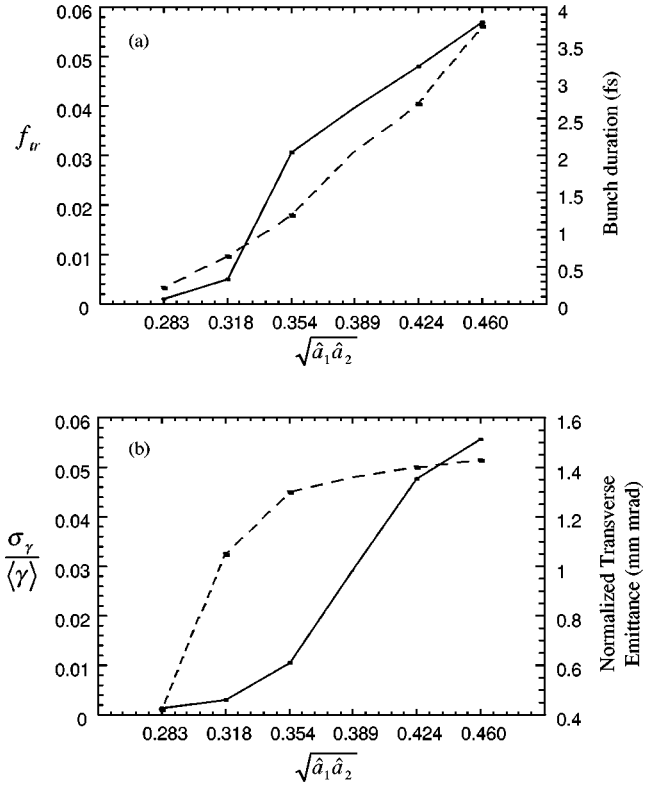 0.06
0.05
0.04
0.03
0.02
0.01
0
f_tr
(a)
4
3.5
3
2.5
2
1.5
1
0.5
0
Bunch duration (fs)
0.283 0.318 0.354 0.389 0.424 0.460
√â₁â₂
0.06
0.05
0.04
0.03
0.02
0.01
0
σ_γ
⟨γ⟩
(b)
1.6
1.4
1.2
1
0.8
0.6
0.4
Normalized Transverse
Emittance (mm mrad)
0.283 0.318 0.354 0.389 0.424 0.460
√â₁â₂